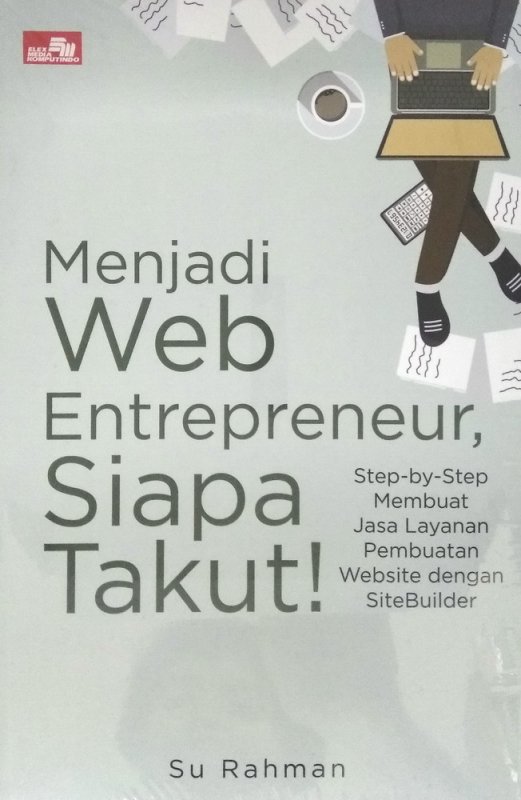 ELEX
MEDIA
KOMPUTINDO
Menjadi
Web
Entrepreneur,
Siapa
Takut!
Step-by-Step
Membuat
Jasa Layanan
Pembuatan
Website dengan
SiteBuilder
Su Rahman